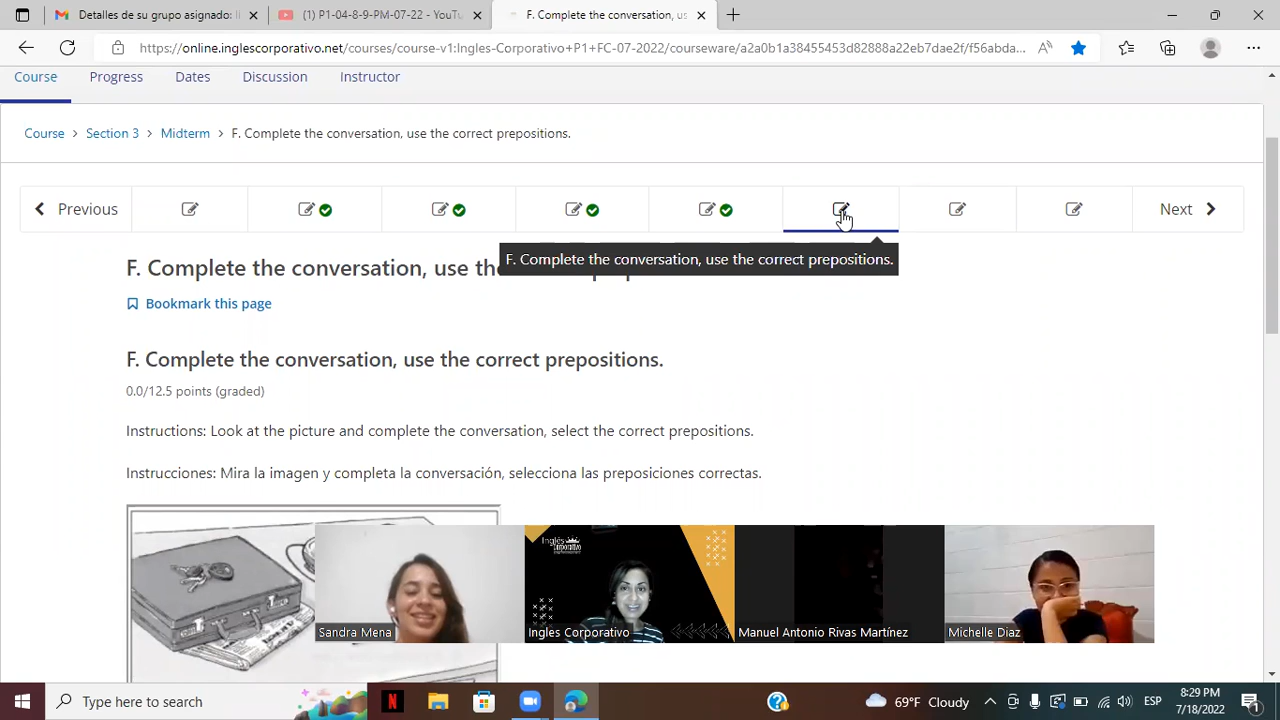 Detalles de su grupo asignado: I
(1) P1-04-8-9-PM-07-22 - YouTu
F. Complete the conversation, us
https://online.inglescorporativo.net/courses/course-v1:Ingles-Corporativo+P1+FC-07-2022/courseware/a2a0b1a38455453d82888a22eb7dae2f/f56abda...
Course Progress Dates Discussion Instructor
Course > Section 3 > Midterm > F. Complete the conversation, use the correct prepositions.
Previous Next
F. Complete the conversation, use the
F. Complete the conversation, use the correct prepositions.
Bookmark this page
F. Complete the conversation, use the correct prepositions.
0.0/12.5 points (graded)
Instructions: Look at the picture and complete the conversation, select the correct prepositions.
Instrucciones: Mira la imagen y completa la conversación, selecciona las preposiciones correctas.
Inglés
Corporativo
Sandra Mena
Ingles Corporativo
Manuel Antonio Rivas Martínez
Michelle Diaz
Type here to search
69°F Cloudy
ESP
8:29 PM
7/18/2022